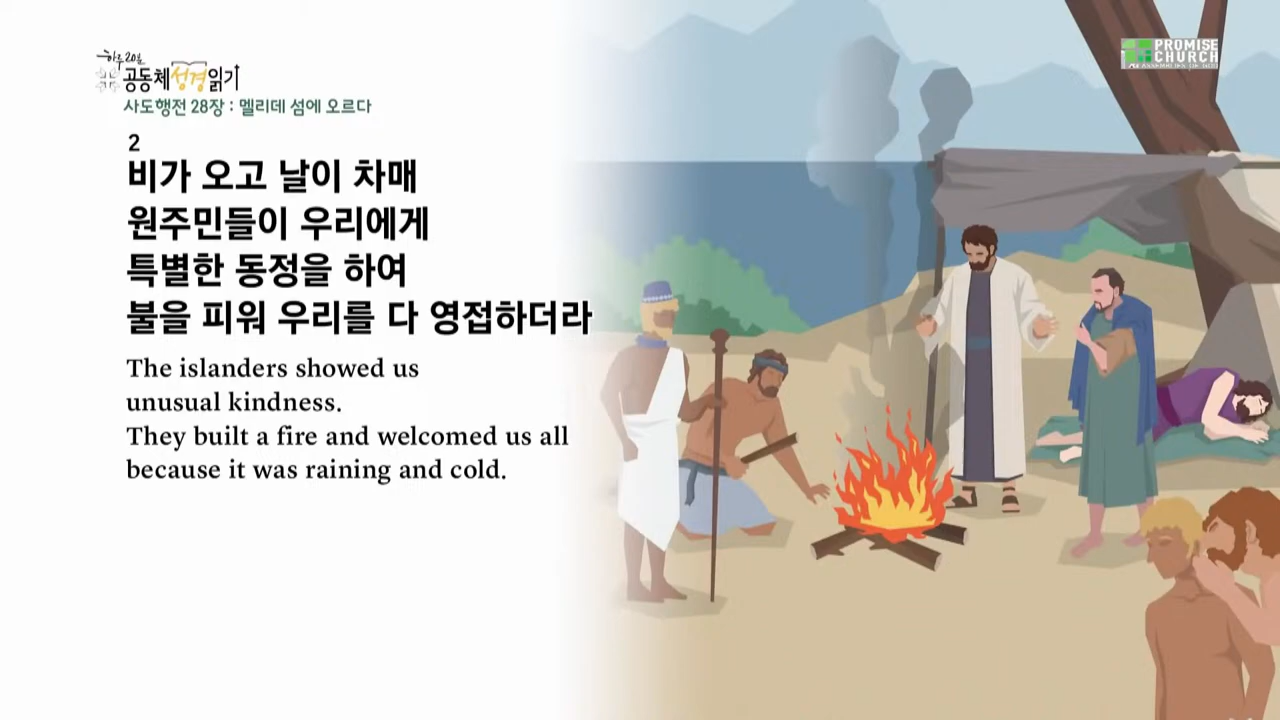 하루 20분
공동체성경읽기
사도행전 28장 : 멜리데 섬에 오르다
PROMISE
CHURCH
2
비가 오고 날이 차매
원주민들이 우리에게
특별한 동정을 하여
불을 피워 우리를 다 영접하더라
The islanders showed us
unusual kindness.
They built a fire and welcomed us all
because it was raining and cold.